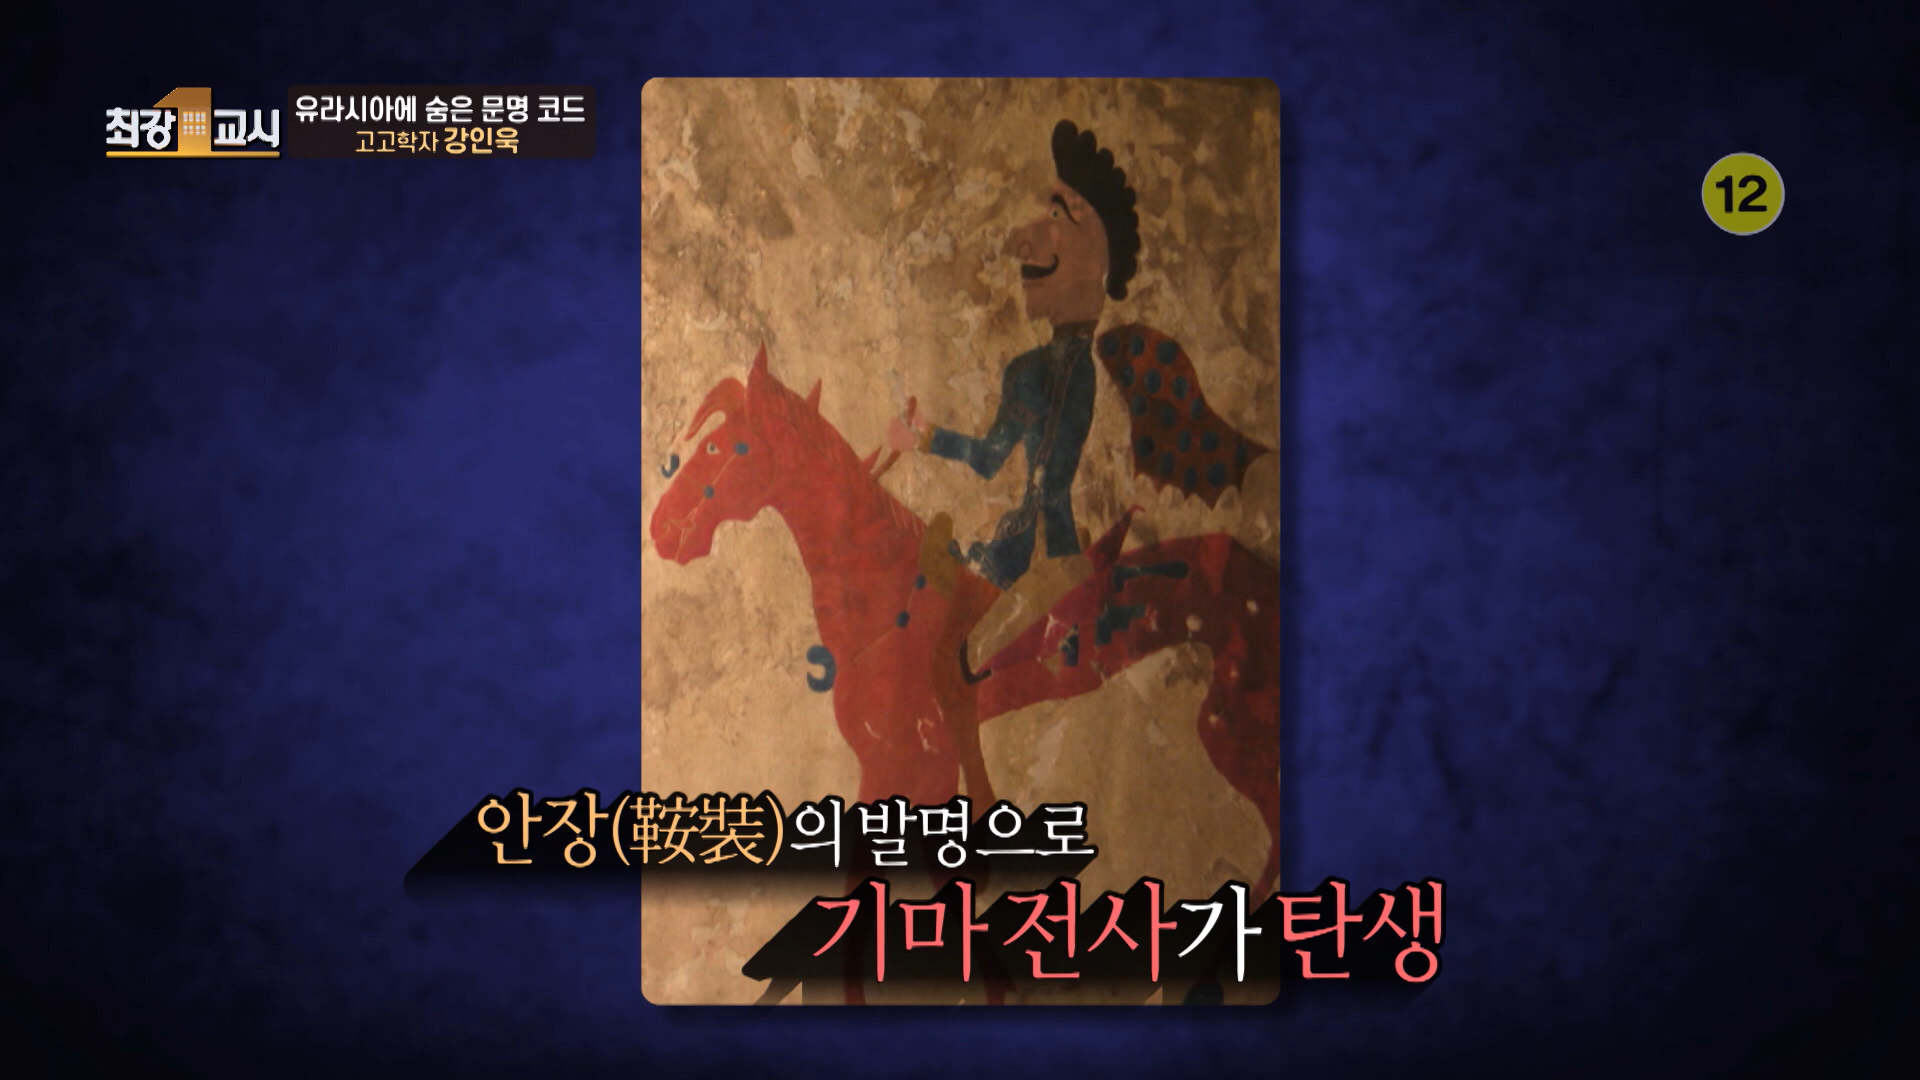 최강1교시
유라시아에 숨은 문명 코드
고고학자 강인욱
12
안장(鞍裝)의 발명으로
기마 전사가 탄생